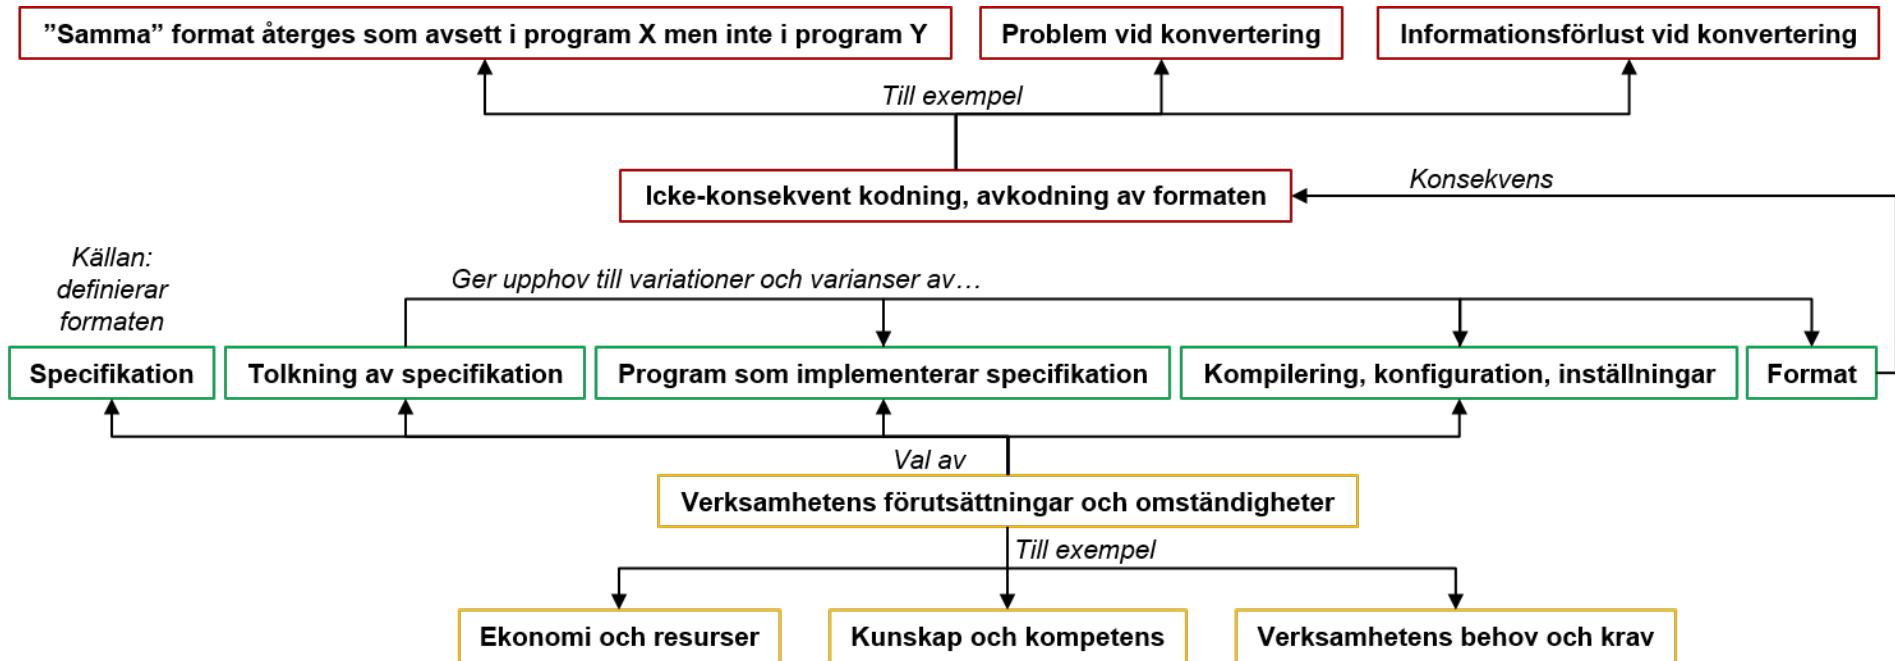 ”Samma” format återges som avsett i program X men inte i program Y
Problem vid konvertering
Informationsförlust vid konvertering
Till exempel
Icke-konsekvent kodning, avkodning av formaten
Konsekvens
Källan:
definierar
formaten
Ger upphov till variationer och varianser av…
Specifikation
Tolkning av specifikation
Program som implementerar specifikation
Kompilering, konfiguration, inställningar
Format
Val av
Verksamhetens förutsättningar och omständigheter
Till exempel
Ekonomi och resurser
Kunskap och kompetens
Verksamhetens behov och krav